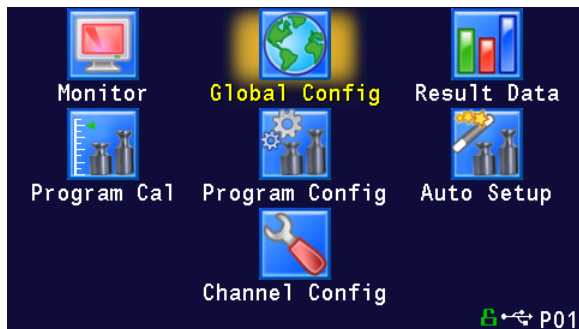 Monitor Global Config Result Data
Program Cal Program Config Auto Setup
Channel Config
P01